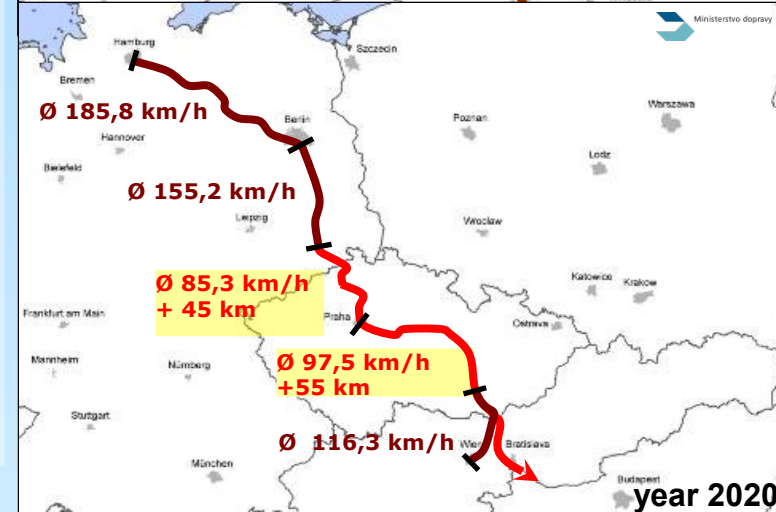 Ministerstvo dopravy
Hamburg
Szczecin
Bremen
Ø 185,8 km/h
Warszawa
Berlin
Poznan
Hannover
Lodz
Bielefeld
Ø 155,2 km/h
Leipzig
Wroclaw
Ø 85,3 km/h
+ 45 km
Katowice
Krakow
Frankfurt am Main
Praha
Ostrava
Mannheim
Nürnberg
Ø 97,5 km/h
+55 km
Stuttgart
Ø 116,3 km/h
Wien
Bratislava
München
Budapest
year 2020